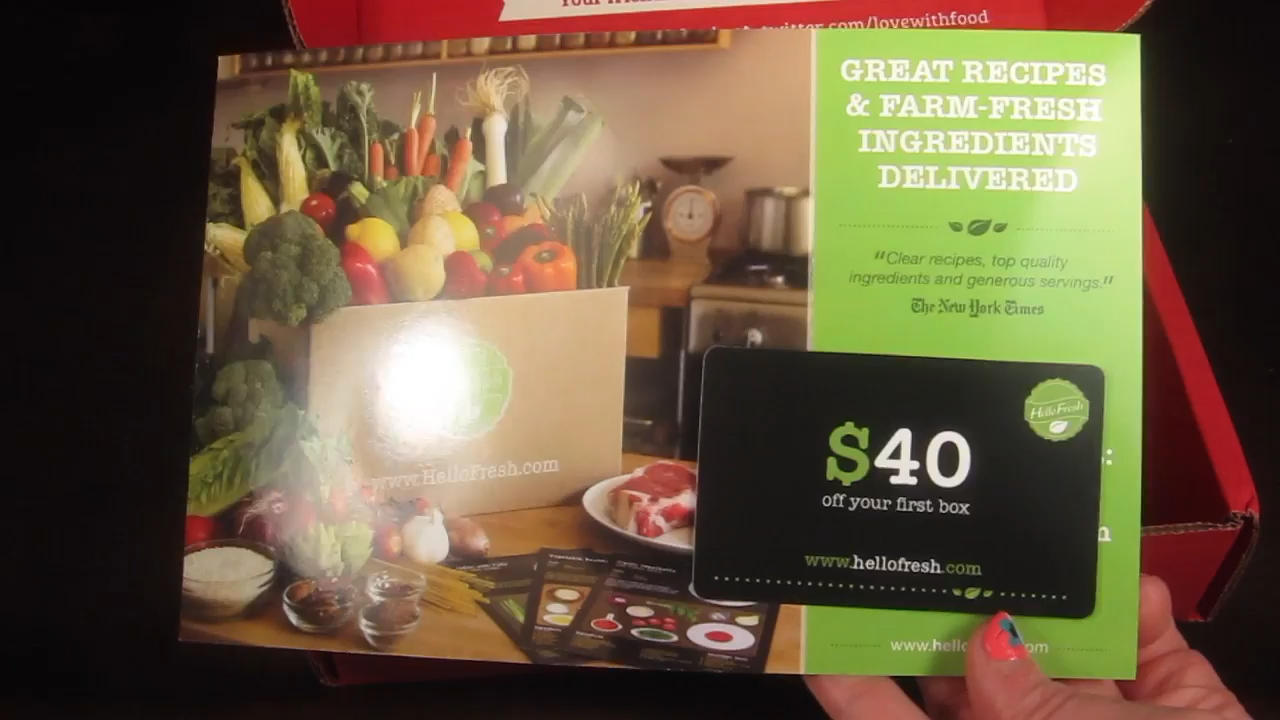 twitter.com/lovewithfood
GREAT RECIPES
& FARM-FRESH
INGREDIENTS
DELIVERED
"Clear recipes, top quality
ingredients and generous servings."
The New York Times
www.HelloFresh.com
HelloFresh
$40
off your first box
www.hellofresh.com